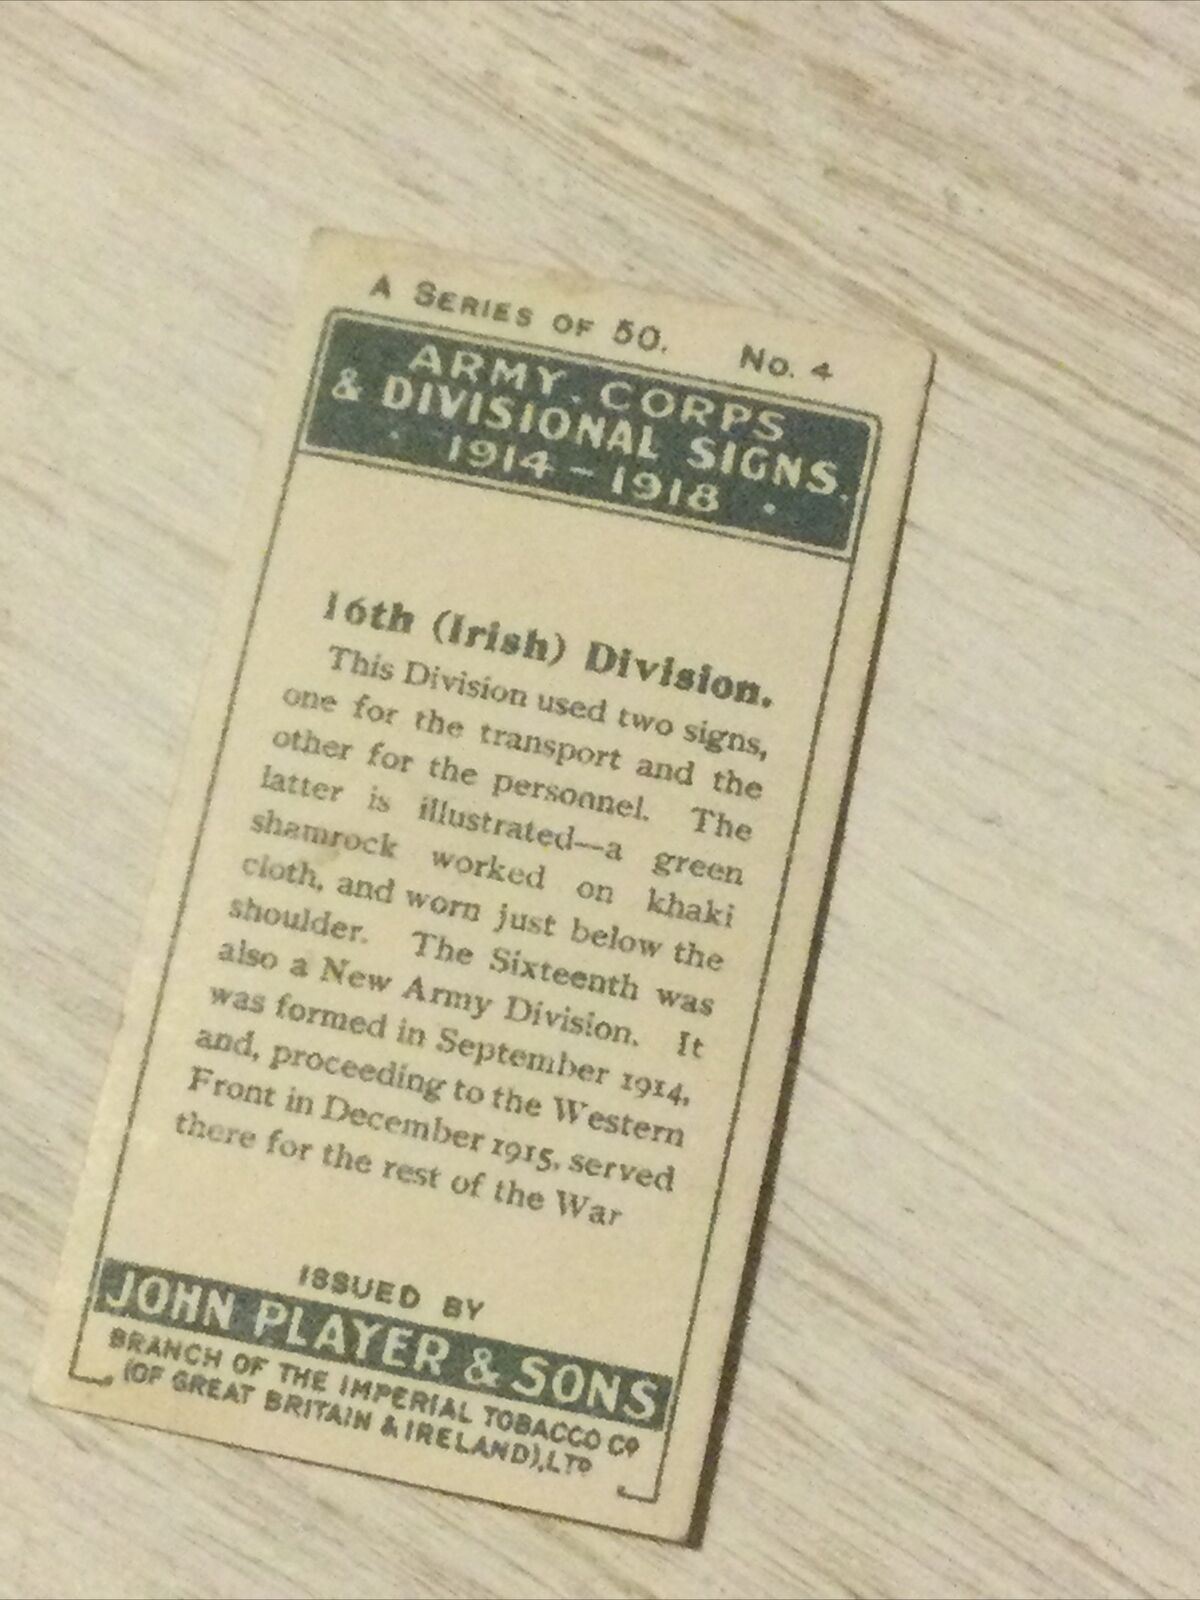 A SERIES OF 50. No. 4
ARMY CORPS
& DIVISIONAL SIGNS.
1914 - 1918
16th (Irish) Division.
This Division used two signs,
one for the transport and the
other for the personnel. The
latter is illustrated—a green
shamrock worked on khaki
cloth, and worn just below the
shoulder. The Sixteenth was
also a New Army Division. It
was formed in September 1914,
and, proceeding to the Western
Front in December 1915, served
there for the rest of the War
ISSUED BY
JOHN PLAYER & SONS
BRANCH OF THE IMPERIAL TOBACCO Co
(OF GREAT BRITAIN & IRELAND), LTD